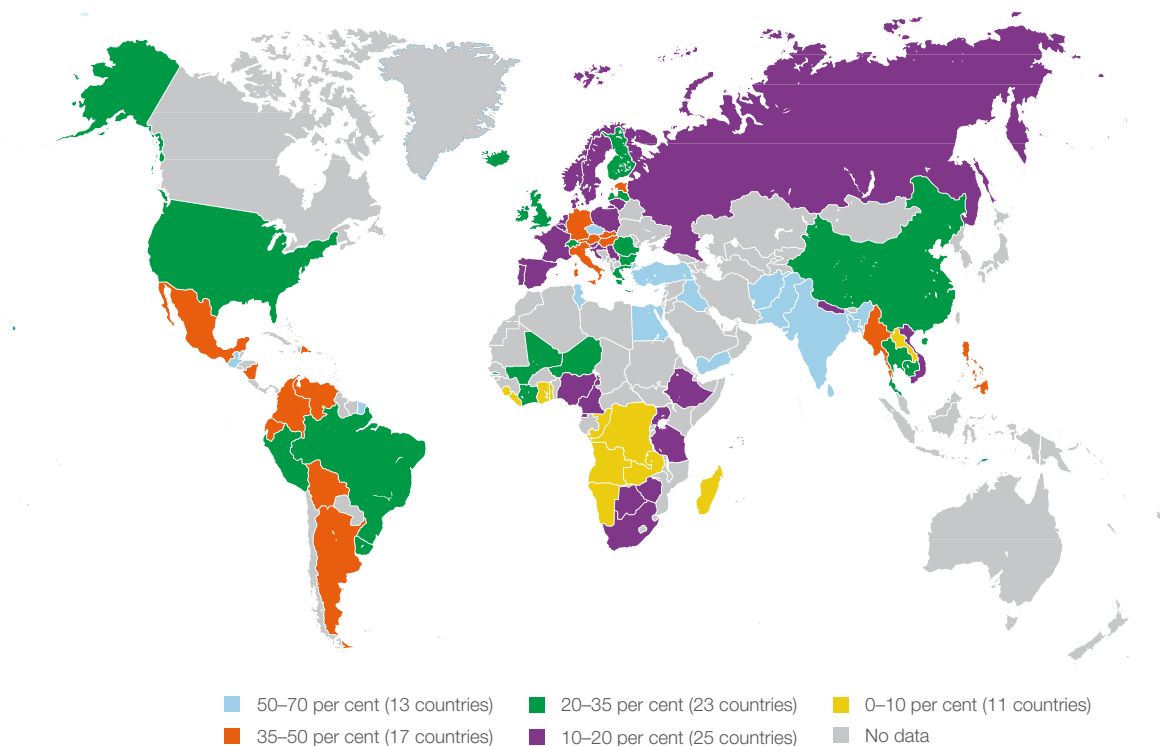 50–70 per cent (13 countries)
20–35 per cent (23 countries)
0–10 per cent (11 countries)
35–50 per cent (17 countries)
10–20 per cent (25 countries)
No data